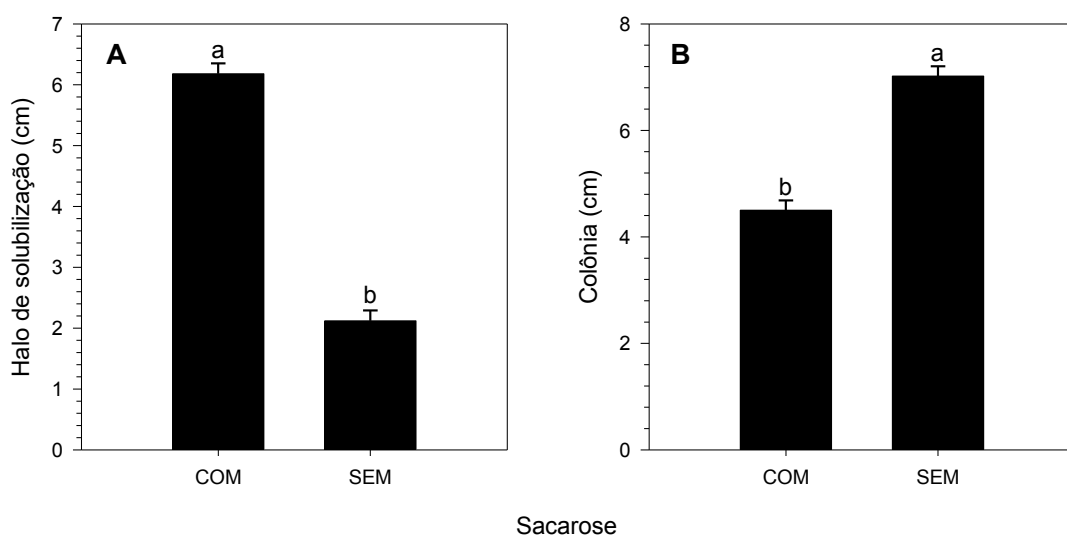 A
Halo de solubilização (cm)
7
6
5
4
3
2
1
0
a
b
COM
SEM
B
Colônia (cm)
8
6
4
2
0
b
a
COM
SEM
Sacarose